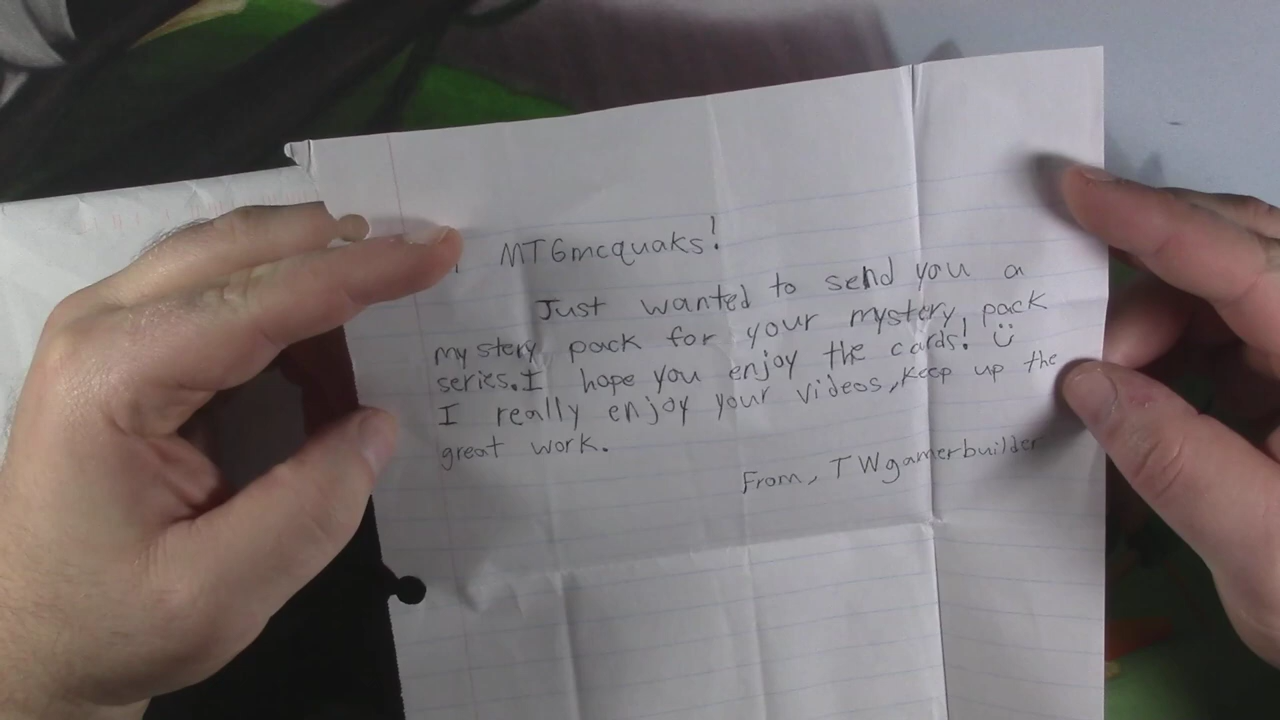 MTGmcquaks!
Just wanted to send you a
mystery pack for your mystery pack
series. I hope you enjoy the cards! :)
I really enjoy your videos, keep up the
great work.
From, TWgamerbuilder